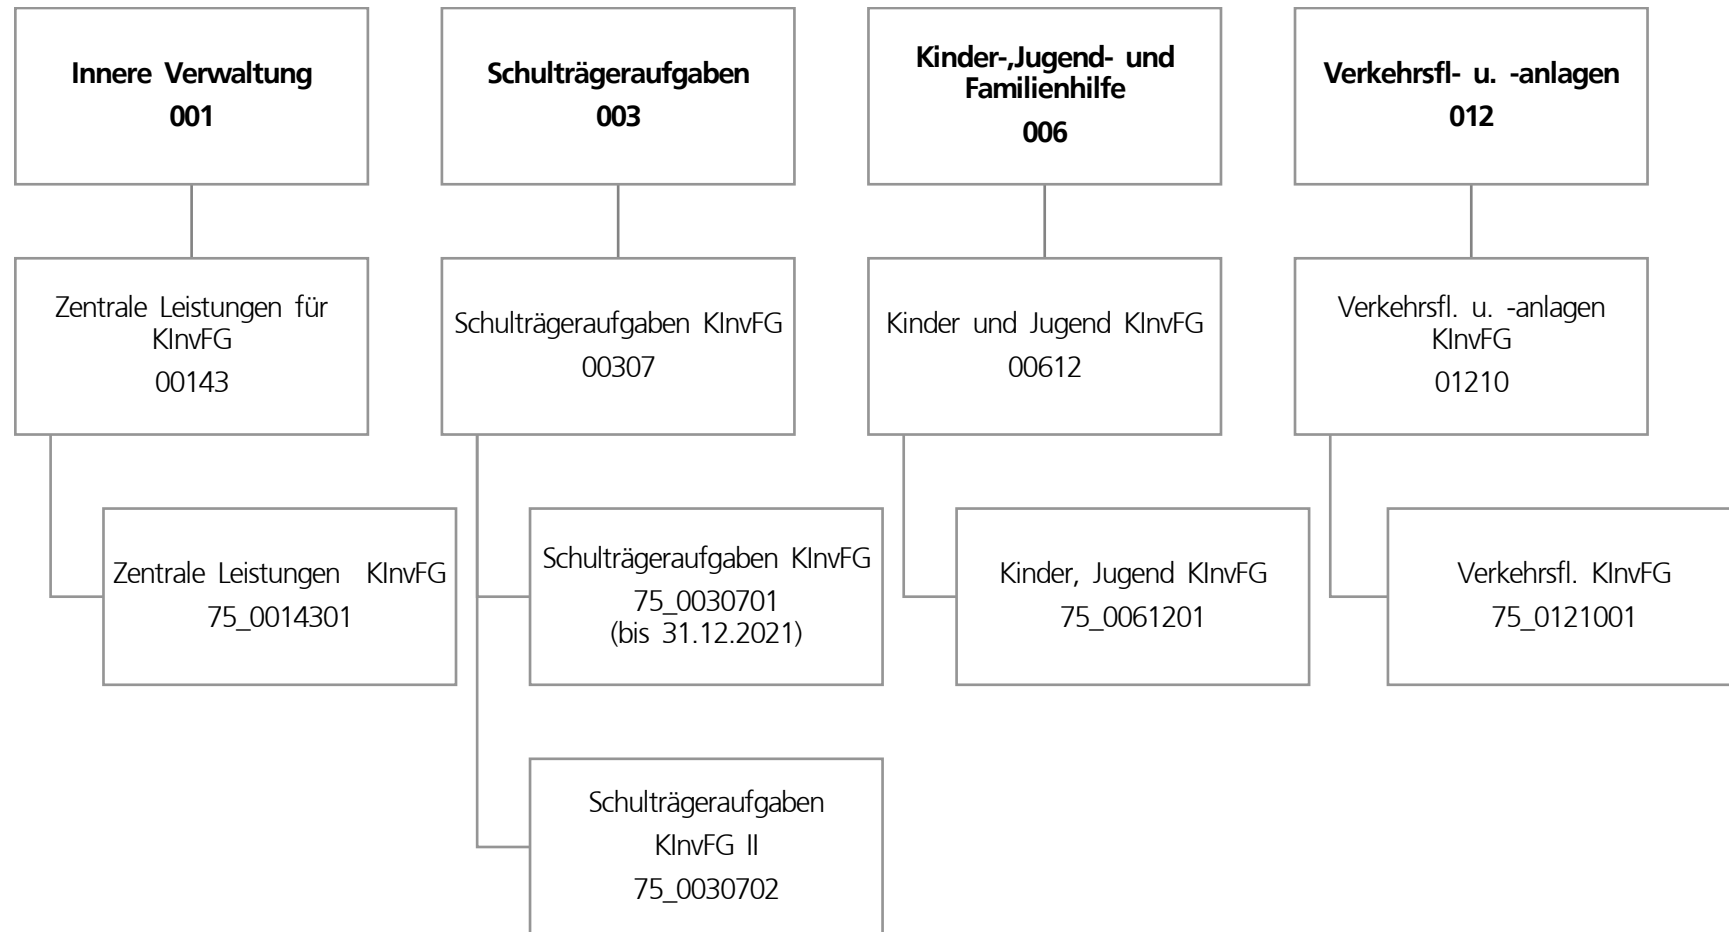 Innere Verwaltung
001
Schulträgeraufgaben
003
Kinder-,Jugend- und
Familienhilfe
006
Verkehrsfl- u. -anlagen
012
Zentrale Leistungen für
KInvFG
00143
Schulträgeraufgaben KInvFG
00307
Kinder und Jugend KInvFG
00612
Verkehrsfl. u. -anlagen
KInvFG
01210
Zentrale Leistungen KInvFG
75_0014301
Schulträgeraufgaben KInvFG
75_0030701
(bis 31.12.2021)
Kinder, Jugend KInvFG
75_0061201
Verkehrsfl. KInvFG
75_0121001
Schulträgeraufgaben
KInvFG II
75_0030702